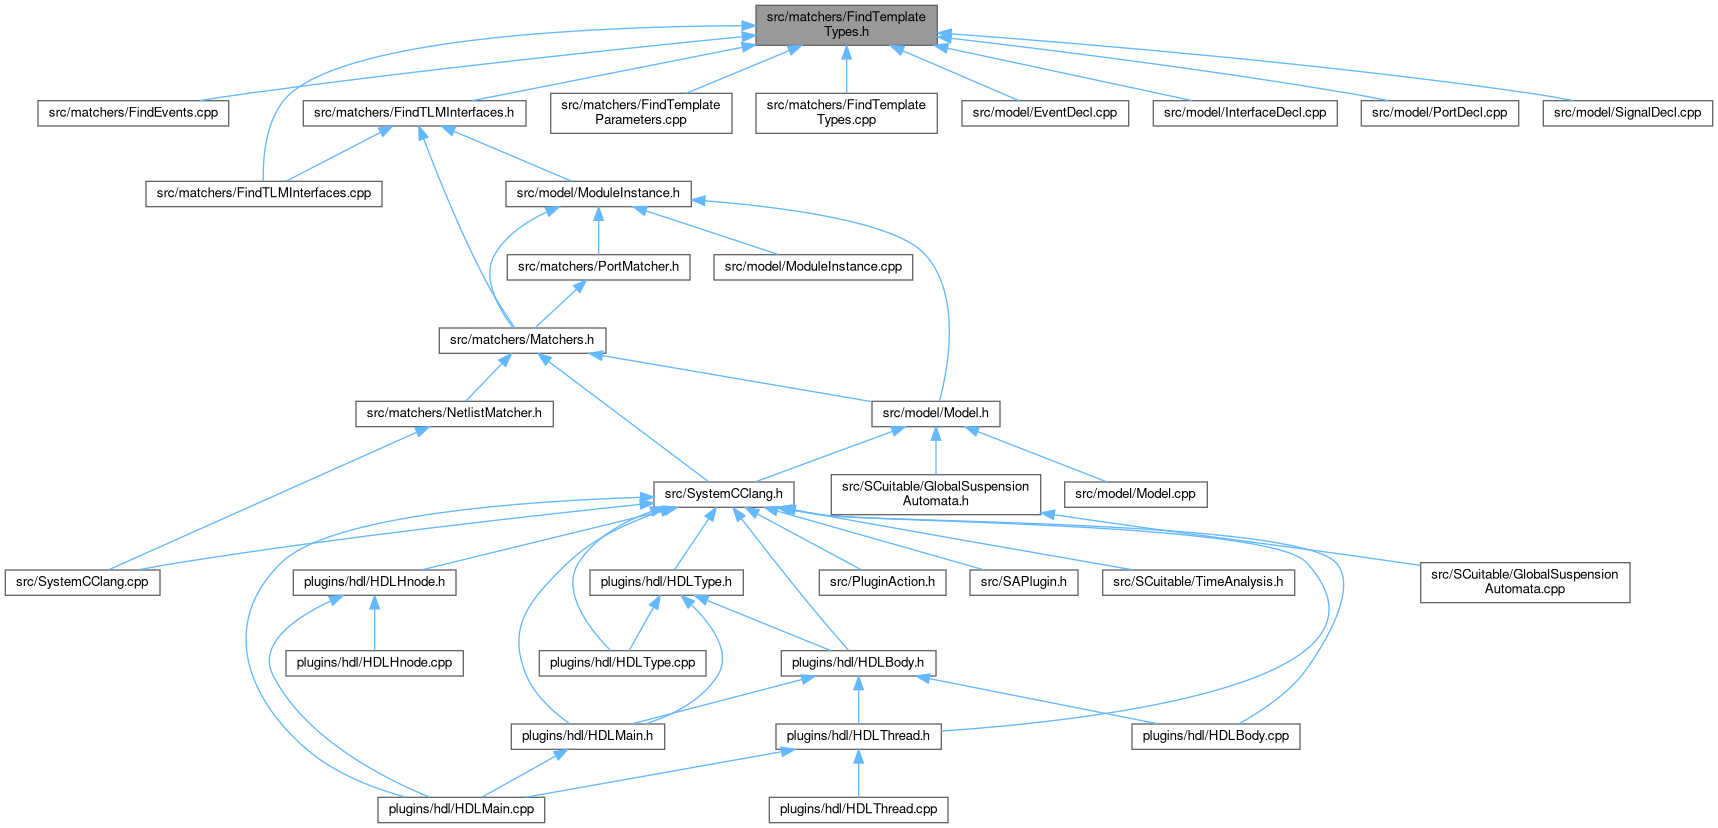 src/matchers/FindTemplate
Types.h
src/matchers/FindEvents.cpp
src/matchers/FindTLMInterfaces.h
src/matchers/FindTemplate
Parameters.cpp
src/matchers/FindTemplate
Types.cpp
src/model/EventDecl.cpp
src/model/InterfaceDecl.cpp
src/model/PortDecl.cpp
src/model/SignalDecl.cpp
src/matchers/FindTLMInterfaces.cpp
src/model/ModuleInstance.h
src/matchers/PortMatcher.h
src/model/ModuleInstance.cpp
src/matchers/Matchers.h
src/matchers/NetlistMatcher.h
src/model/Model.h
src/SystemCClang.h
src/SCuitable/GlobalSuspension
Automata.h
src/model/Model.cpp
src/SystemCClang.cpp
plugins/hdl/HDLHnode.h
plugins/hdl/HDLType.h
src/PluginAction.h
src/SAPlugin.h
src/SCuitable/TimeAnalysis.h
src/SCuitable/GlobalSuspension
Automata.cpp
plugins/hdl/HDLHnode.cpp
plugins/hdl/HDLType.cpp
plugins/hdl/HDLBody.h
plugins/hdl/HDLMain.h
plugins/hdl/HDLThread.h
plugins/hdl/HDLBody.cpp
plugins/hdl/HDLMain.cpp
plugins/hdl/HDLThread.cpp